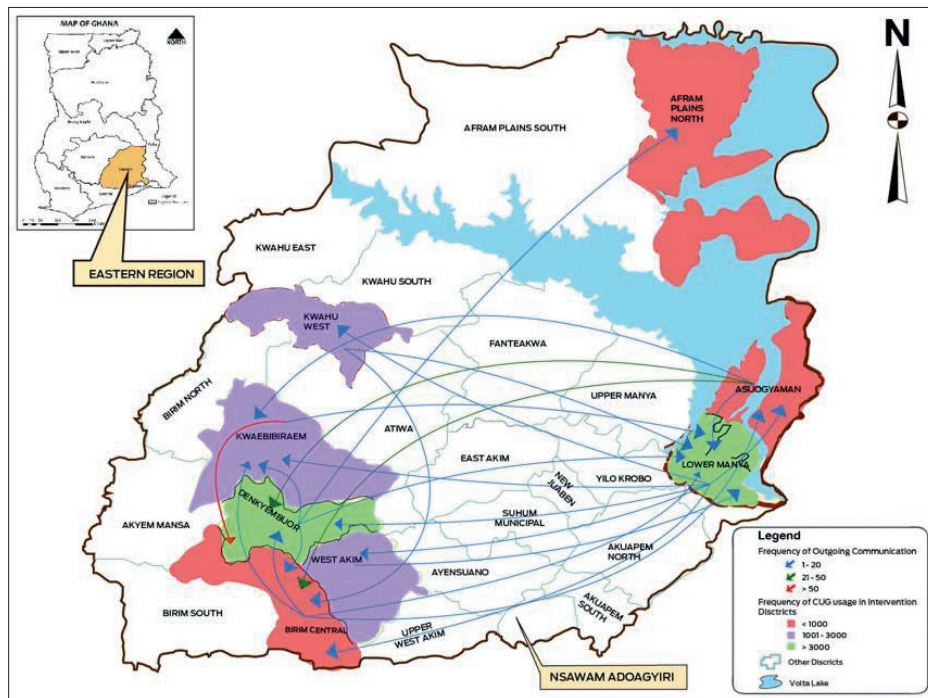 MAP OF GHANA
NORTH
Legend
EASTERN REGION
N
AFRAM
PLAINS
NORTH
AFRAM PLAINS SOUTH
KWAHU EAST
KWAHU SOUTH
KWAHU
WEST
FANTEAKWA
ASUOGYAMAN
UPPER MANYA
BIRIM NORTH
KWAEBIBIRAEM
ATIWA
EAST AKIM
LOWER MANYA
YILO KROBO
NEW
JUABEN
DENKYEMBUOR
SUHUM
MUNICIPAL
AKYEM MANSA
WEST AKIM
AYENSUANO
AKUAPEM
NORTH
BIRIM SOUTH
BIRIM CENTRAL
UPPER
WEST AKIM
AKUAPEM
SOUTH
NSAWAM ADOAGYIRI
Legend
Frequency of Outgoing Communication
1- 20
21 - 50
> 50
Frequency of CUG usage in Intervention
Disctricts
< 1000
1001 - 3000
> 3000
Other Discricts
Volta Lake